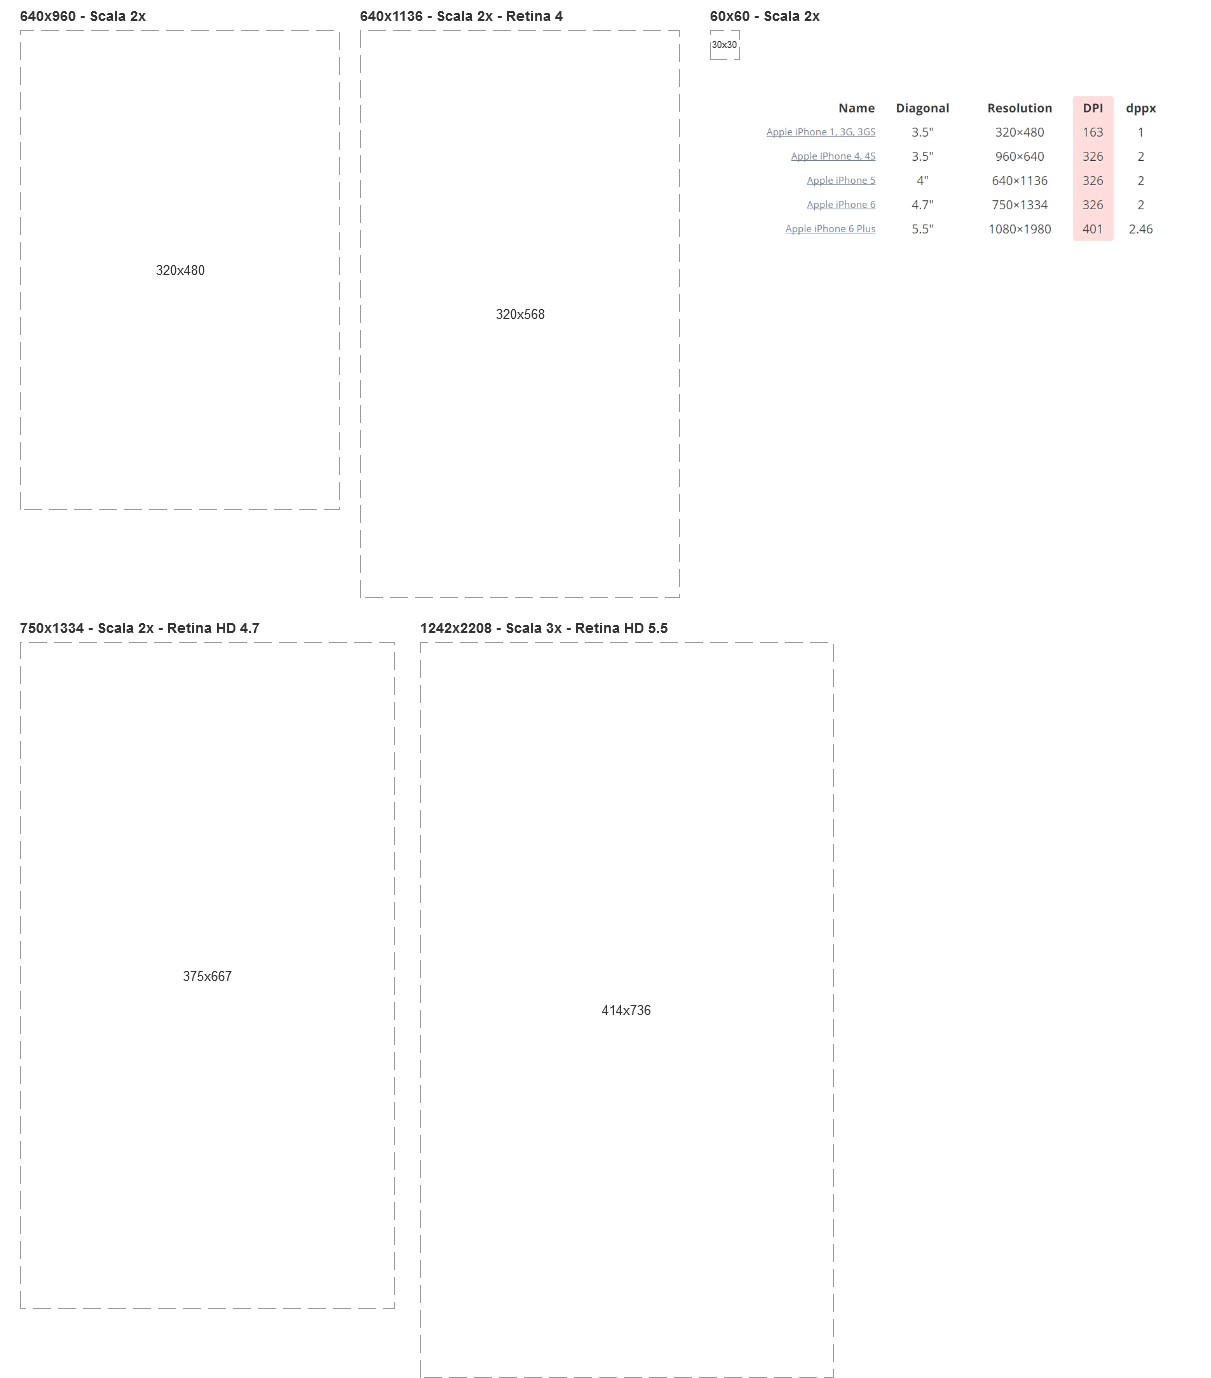 640x960 - Scala 2x
640x1136 - Scala 2x - Retina 4
60x60 - Scala 2x
30x30
Name Diagonal Resolution DPI dppx
Apple iPhone 1, 3G, 3GS 3.5" 320×480 163 1
Apple iPhone 4, 4S 3.5" 960×640 326 2
Apple iPhone 5 4" 640×1136 326 2
Apple iPhone 6 4.7" 750×1334 326 2
Apple iPhone 6 Plus 5.5" 1080×1980 401 2.46
320x480
320x568
750x1334 - Scala 2x - Retina HD 4.7
1242x2208 - Scala 3x - Retina HD 5.5
375x667
414x736